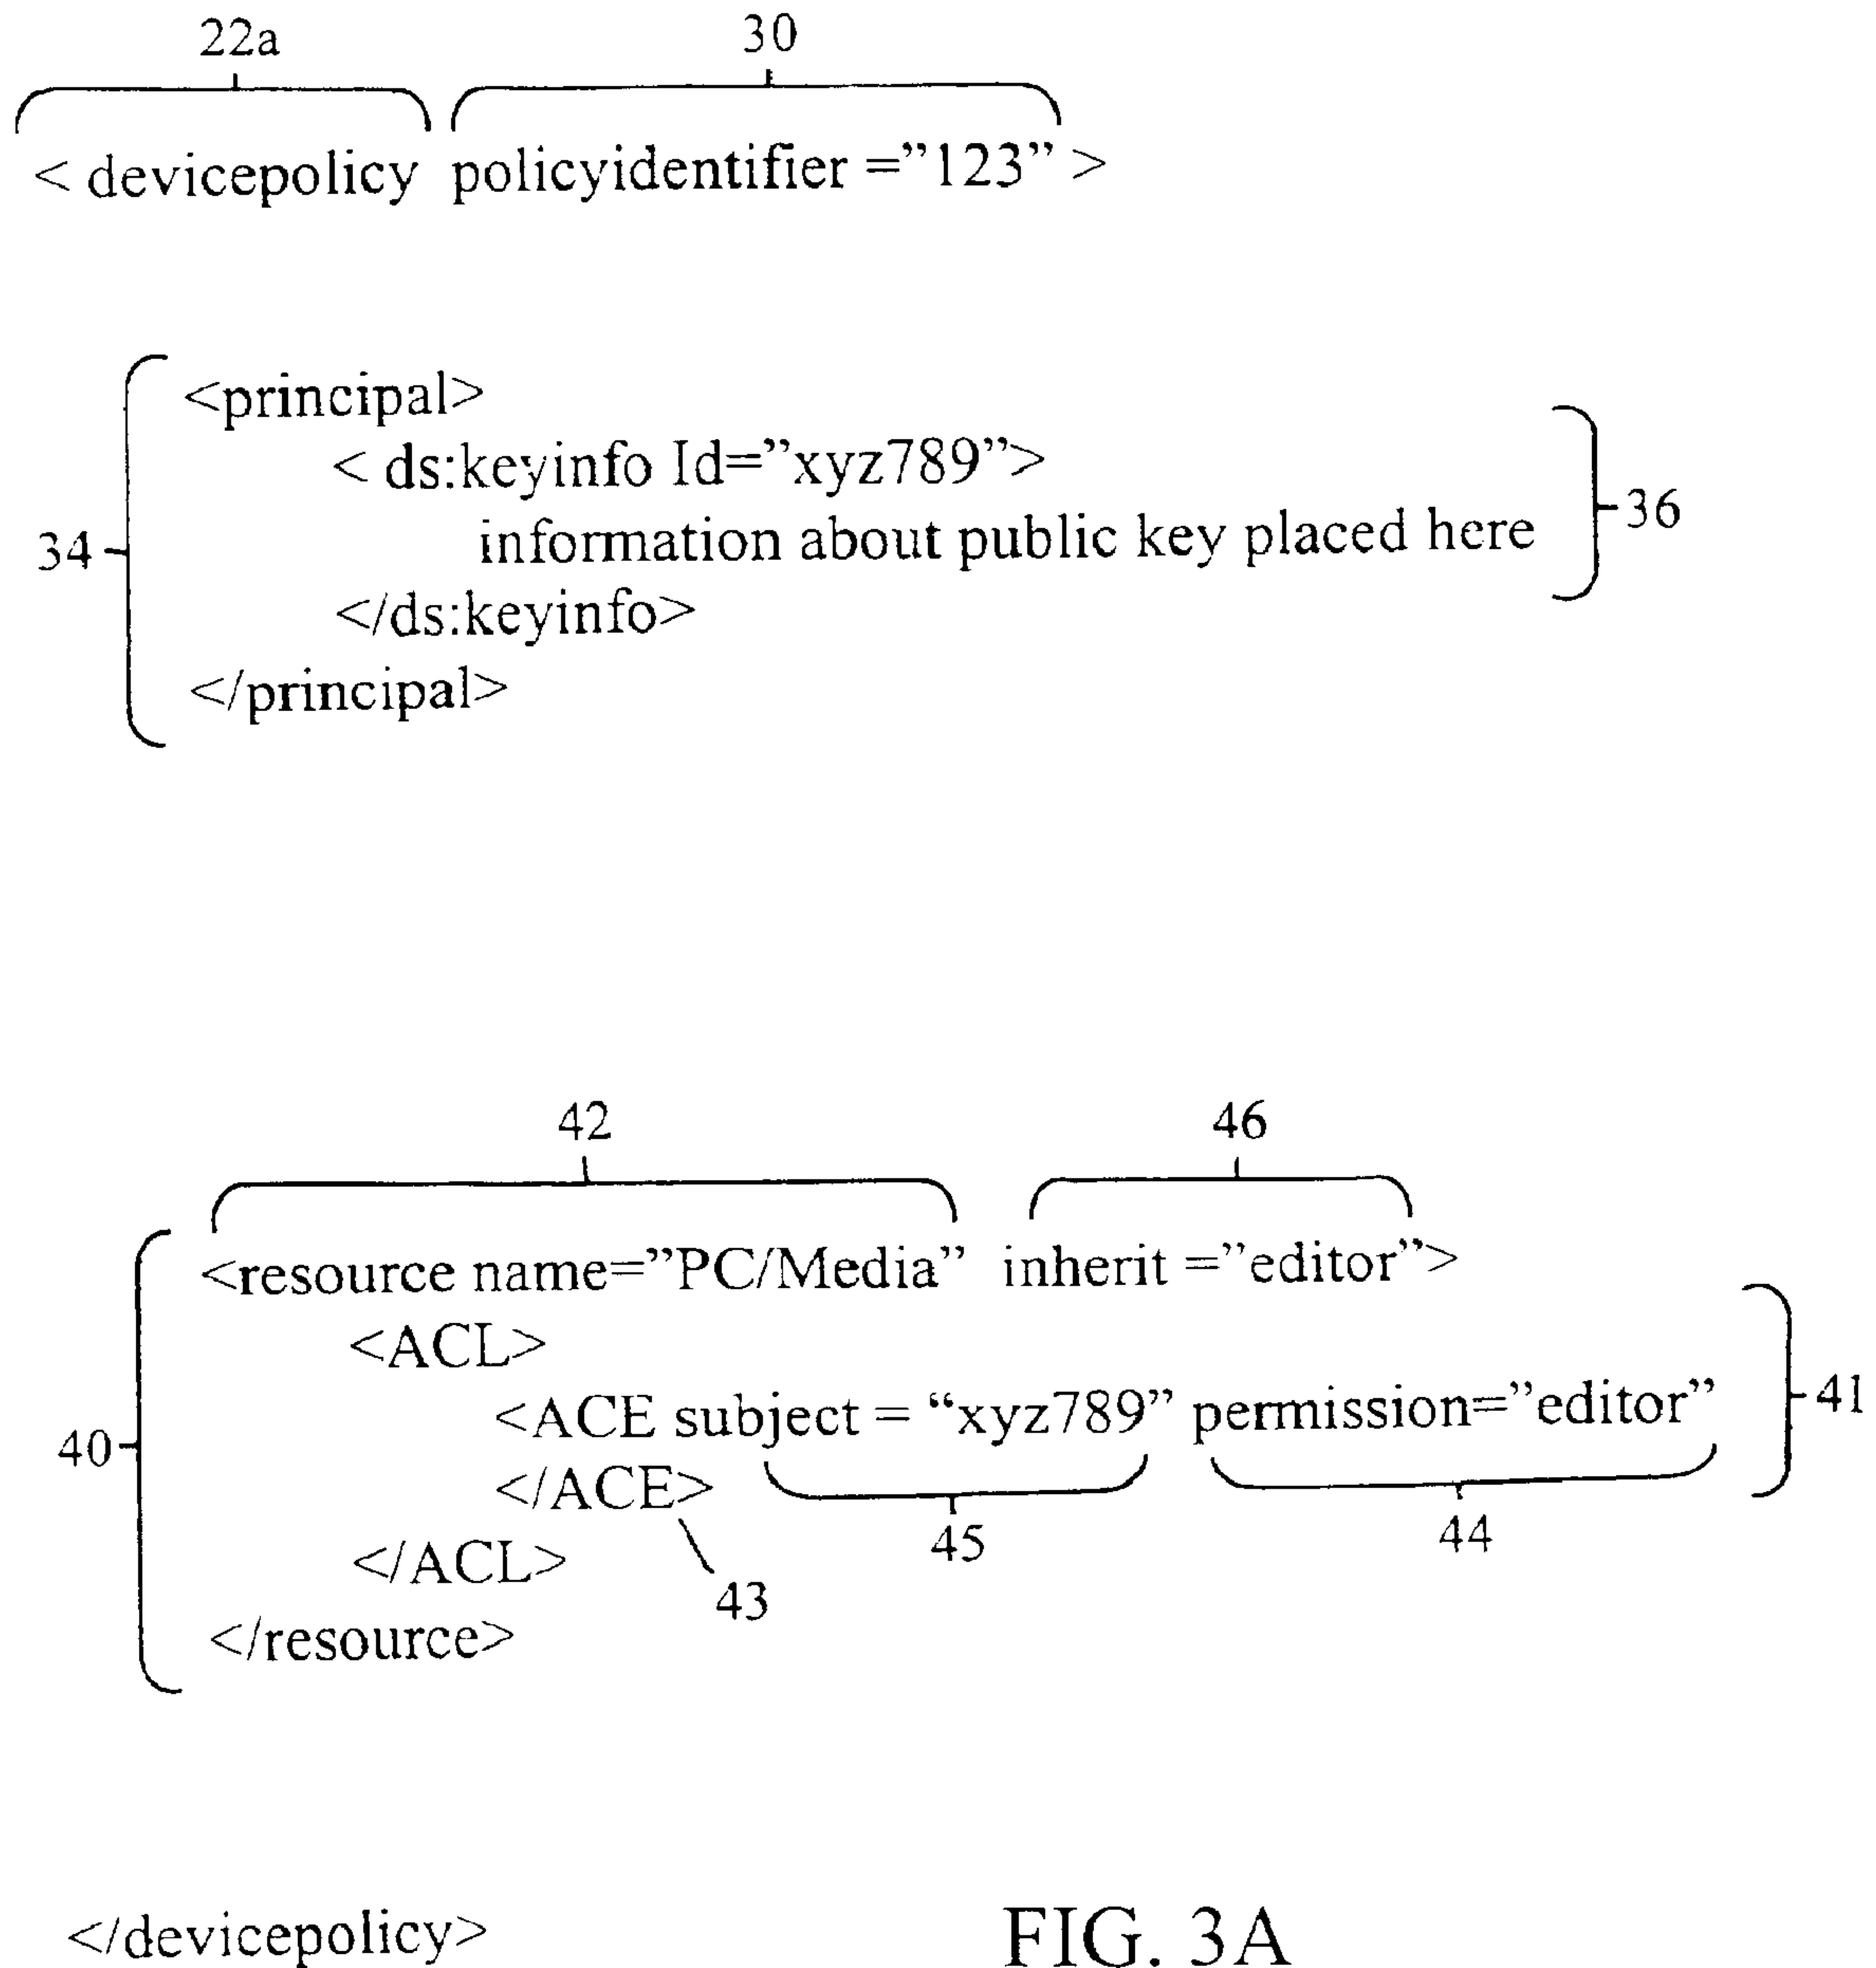 22a 30
< devicepolicy policyidentifier =”123” >
<principal>
< ds:keyinfo Id=”xyz789”>
information about public key placed here
36
34
</ds:keyinfo>
</principal>
42 46
<resource name=”PC/Media” inherit =”editor”>
<ACL>
<ACE subject = “xyz789” permission=”editor”
41
40
</ACE>
45 44
</ACL>
43
</resource>
</devicepolicy>
FIG. 3A